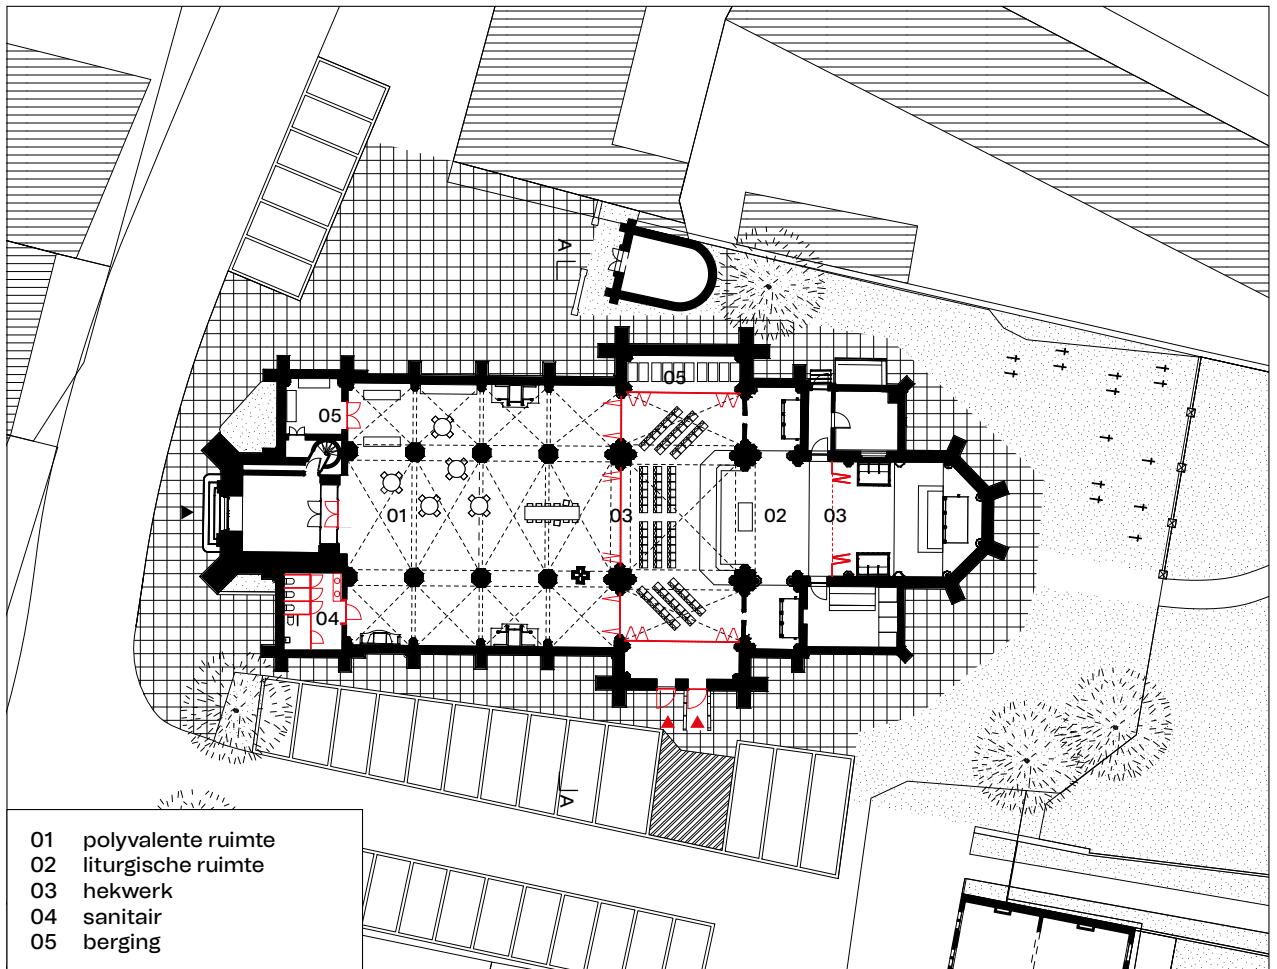 A
05
05
01
03
02
03
04
A
01 polyvalente ruimte
02 liturgische ruimte
03 hekwerk
04 sanitair
05 berging